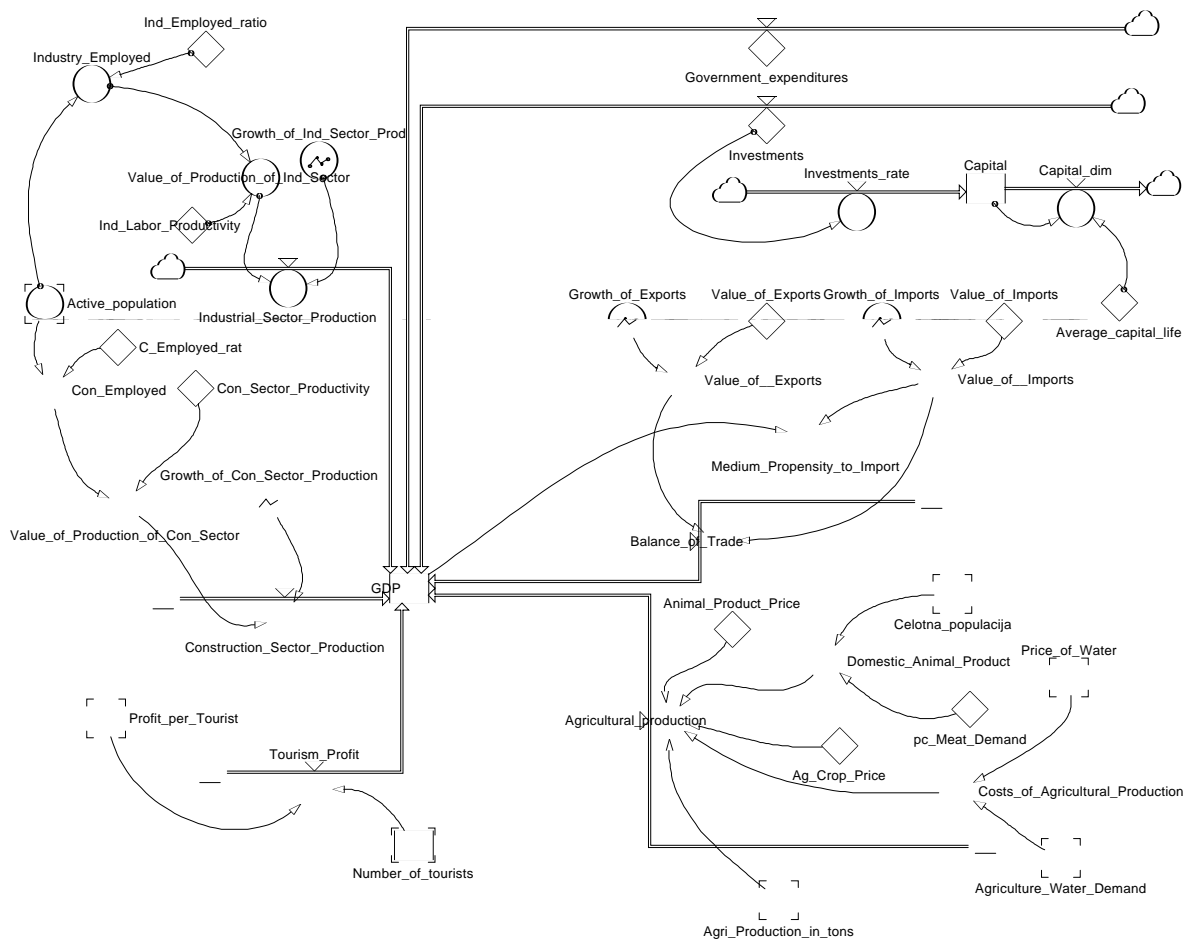 Ind_Employed_ratio
Industry_Employed
Government_expenditures
Growth_of_Ind_Sector_Prod
Investments
Value_of_Production_of_Ind_Sector
Investments_rate
Capital
Capital_dim
Ind_Labor_Productivity
Active_population
Industrial_Sector_Production
Growth_of_Exports
Value_of_Exports
Growth_of_Imports
Value_of_Imports
Average_capital_life
C_Employed_rat
Con_Employed
Con_Sector_Productivity
Value_of__Exports
Value_of__Imports
Growth_of_Con_Sector_Production
Medium_Propensity_to_Import
Value_of_Production_of_Con_Sector
Balance_of_Trade
GDP
Animal_Product_Price
Celotna_populacija
Construction_Sector_Production
Domestic_Animal_Product
Price_of_Water
Profit_per_Tourist
Agricultural_production
pc_Meat_Demand
Tourism_Profit
Ag_Crop_Price
Costs_of_Agricultural_Production
Number_of_tourists
Agriculture_Water_Demand
Agri_Production_in_tons